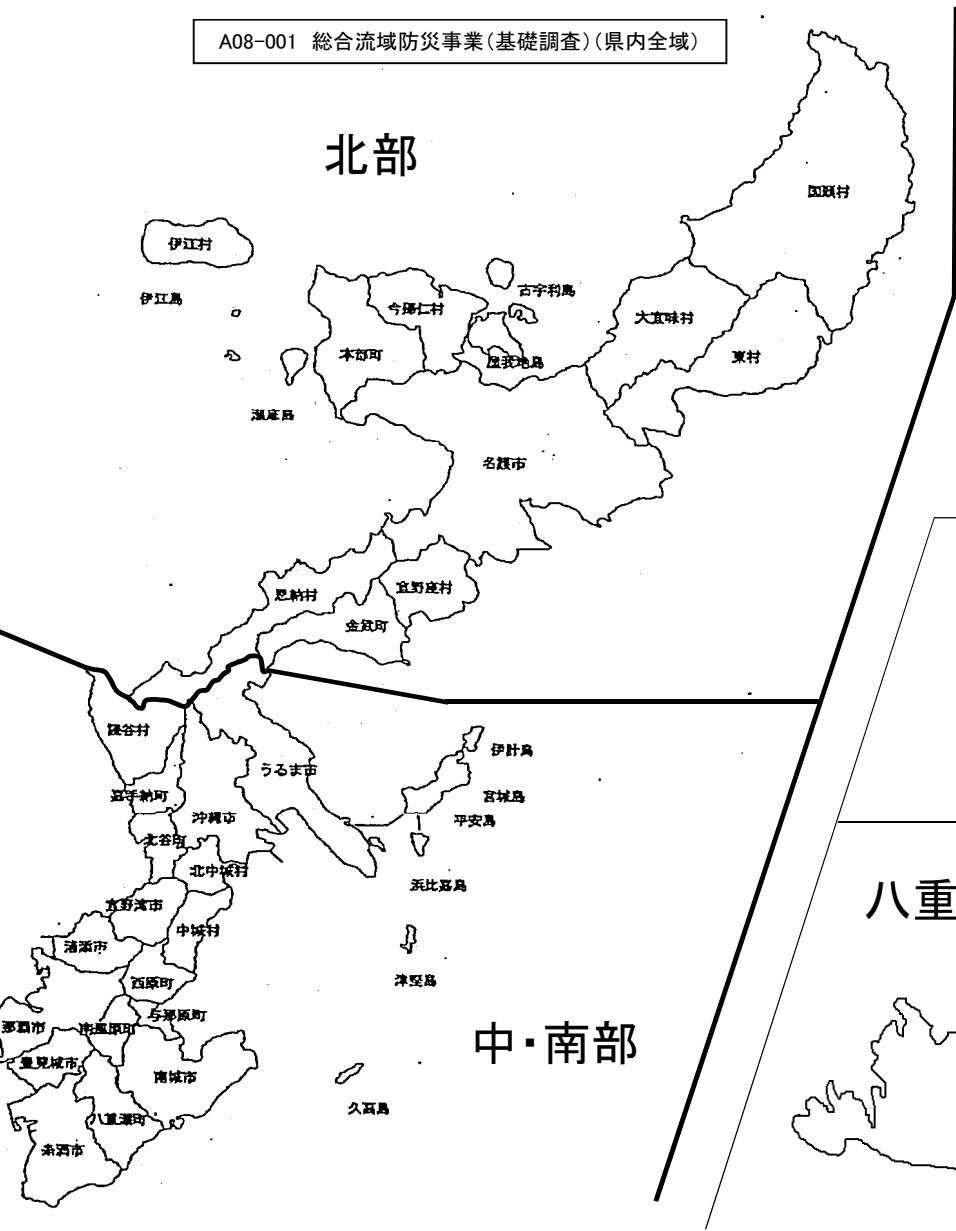 A08-001 総合流域防災事業(基礎調査)(県内全域)
北部
国頭村
伊江村
伊江島
古宇利島
今帰仁村
大宜味村
本部町
屋我地島
東村
瀬底島
名護市
恩納村
宜野座村
金武町
読谷村
うるま市
伊計島
嘉手納町
宮城島
沖縄市
平安島
北谷町
北中城村
浜比嘉島
八重
宜野湾市
中城村
浦添市
西原町
津堅島
与那原町
那覇市
南風原町
中・南部
豊見城市
南城市
久高島
八重瀬町
糸満市